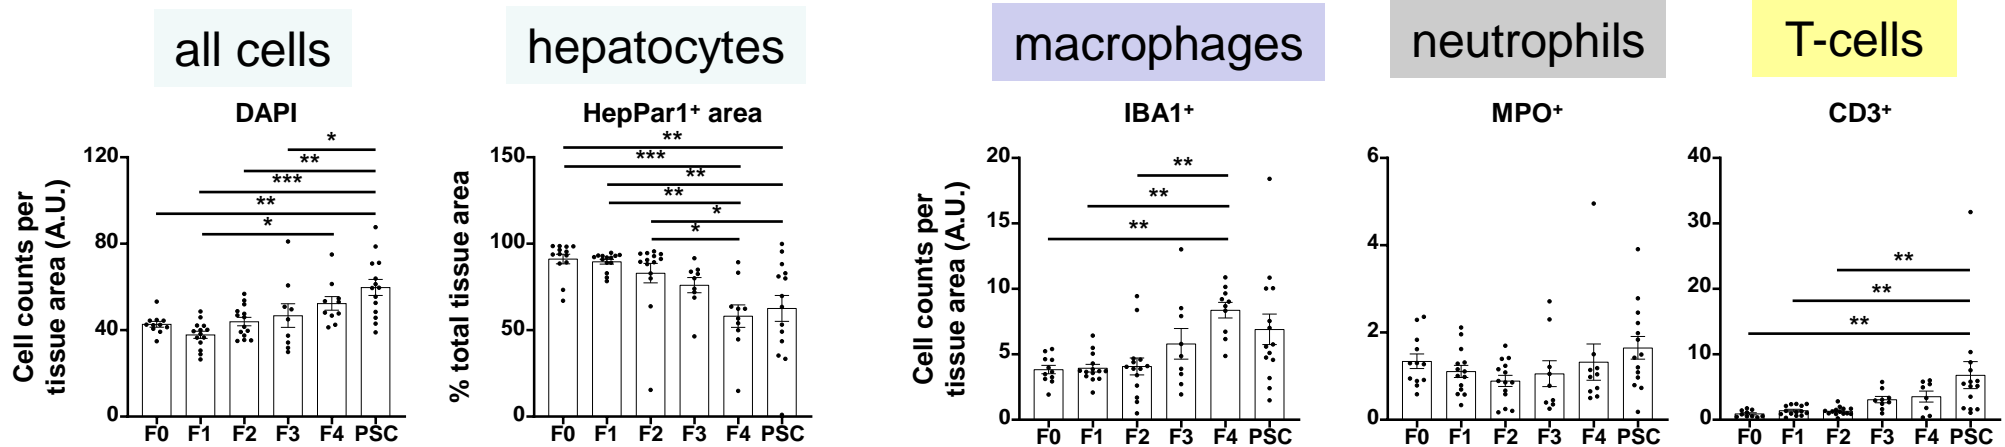 all cells
DAPI
Cell counts per
tissue area (A.U.)
120
80
40
0
*
**
***
**
*
F0 F1 F2 F3 F4 PSC
hepatocytes
HepPar1⁺ area
% total tissue area
150
100
50
0
**
***
**
**
*
*
F0 F1 F2 F3 F4 PSC
macrophages
IBA1⁺
Cell counts per
tissue area (A.U.)
20
15
10
5
0
**
**
**
F0 F1 F2 F3 F4 PSC
neutrophils
MPO⁺
6
4
2
0
F0 F1 F2 F3 F4 PSC
T-cells
CD3⁺
40
30
20
10
0
**
**
**
F0 F1 F2 F3 F4 PSC